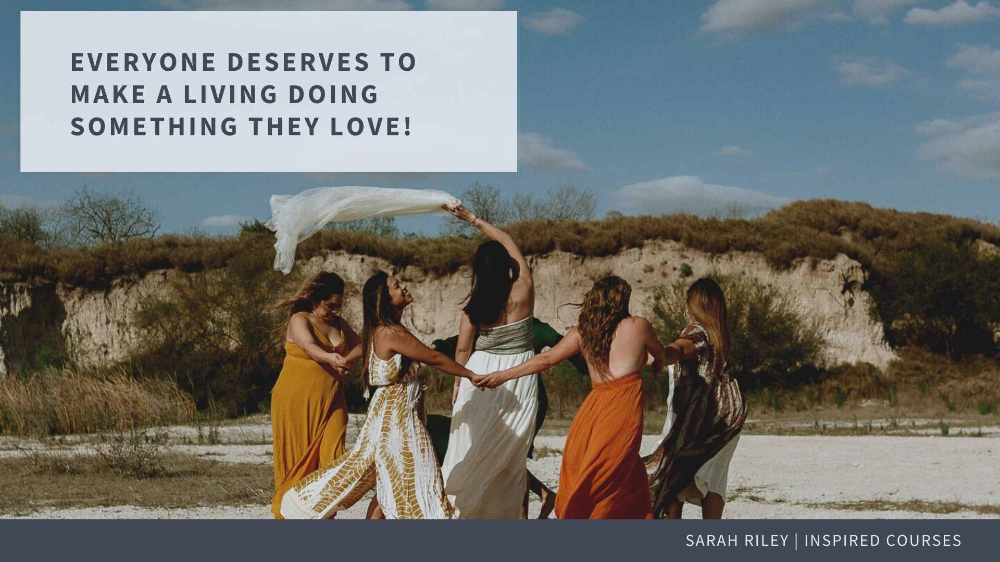 EVERYONE DESERVES TO
MAKE A LIVING DOING
SOMETHING THEY LOVE!
SARAH RILEY | INSPIRED COURSES